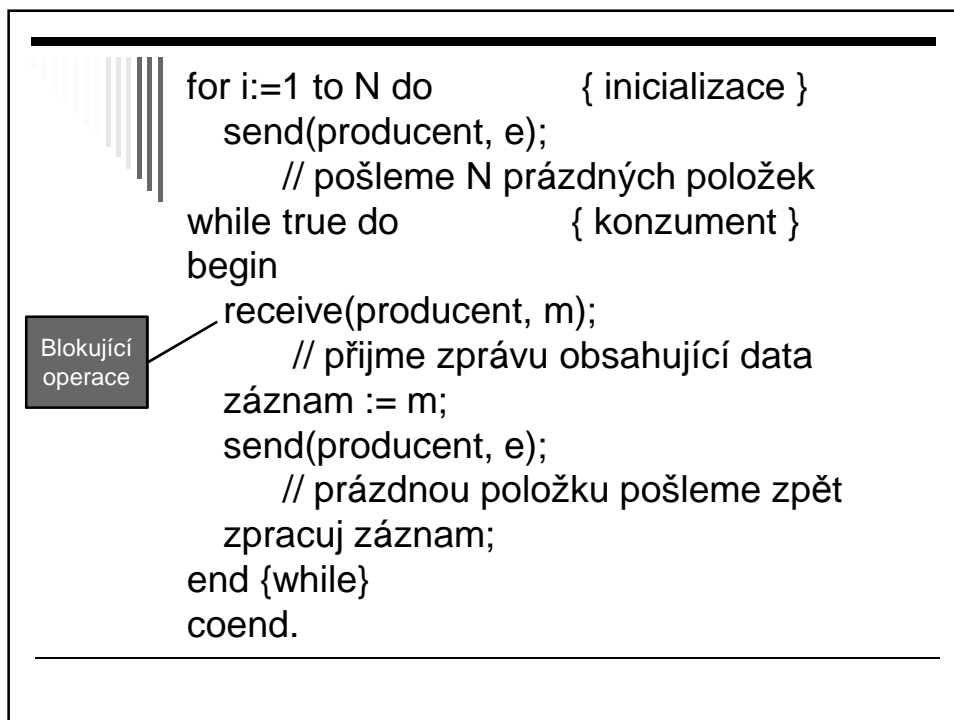 for i:=1 to N do { inicializace }
send(producent, e);
// pošleme N prázdných položek
while true do { konzument }
begin
receive(producent, m);
Blokující
operace
// přijme zprávu obsahující data
záznam := m;
send(producent, e);
// prázdnou položku pošleme zpět
zpracuj záznam;
end {while}
coend.